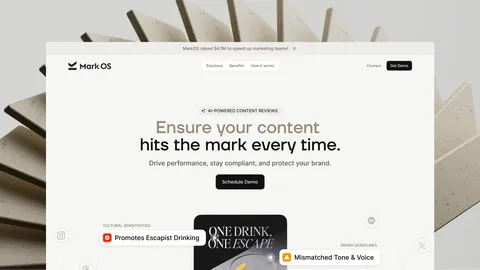 MarkOS raised $4.1M to speed up marketing teams! ×
Mark OS
Solutions Benefits How it works
Contact Get Demo
AI-POWERED CONTENT REVIEWS
Ensure your content
hits the mark every time.
Drive performance, stay compliant, and protect your brand.
Schedule Demo
CULTURAL SENSITIVITIES
Promotes Escapist Drinking
ONE DRINK,
ONE ESCAPE
BRAND GUIDELINES
Mismatched Tone & Voice